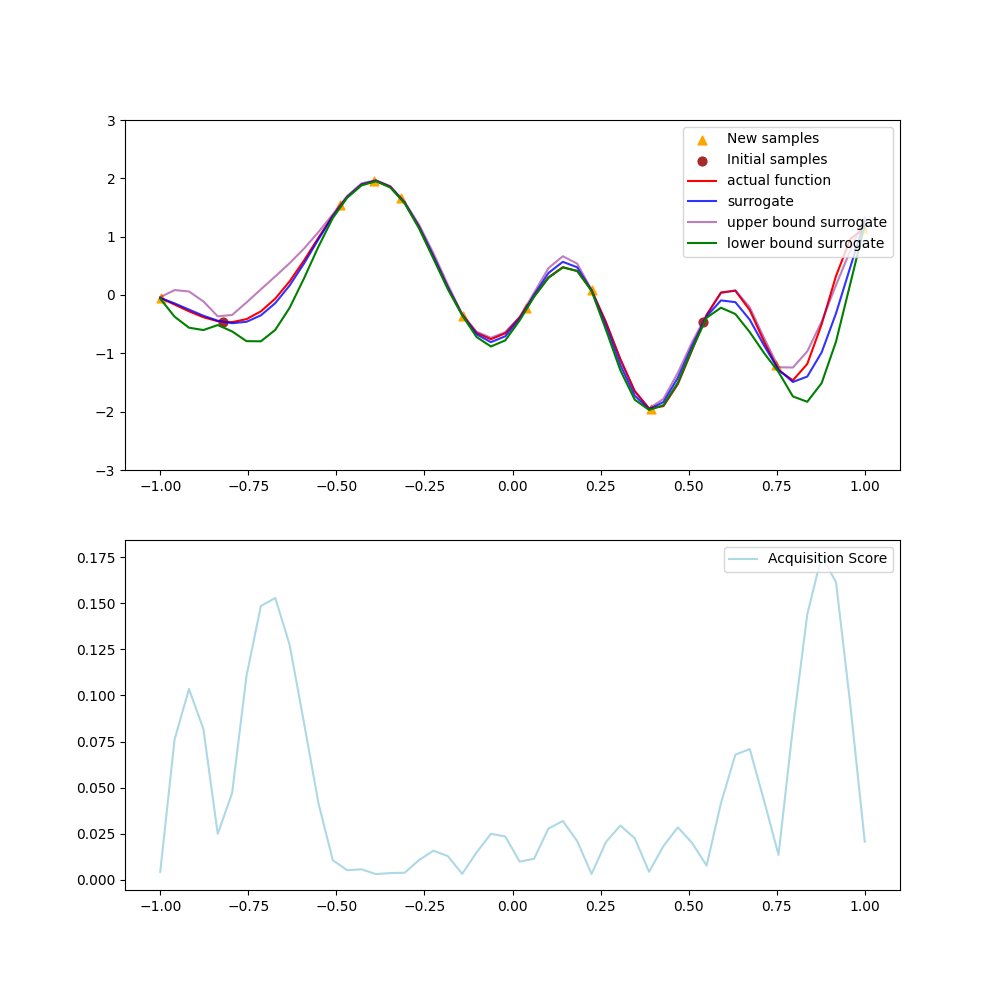 3
2
1
0
−1
−2
−3
New samples
Initial samples
actual function
surrogate
upper bound surrogate
lower bound surrogate
−1.00 −0.75 −0.50 −0.25 0.00 0.25 0.50 0.75 1.00
0.175
0.150
0.125
0.100
0.075
0.050
0.025
0.000
Acquisition Score
−1.00 −0.75 −0.50 −0.25 0.00 0.25 0.50 0.75 1.00